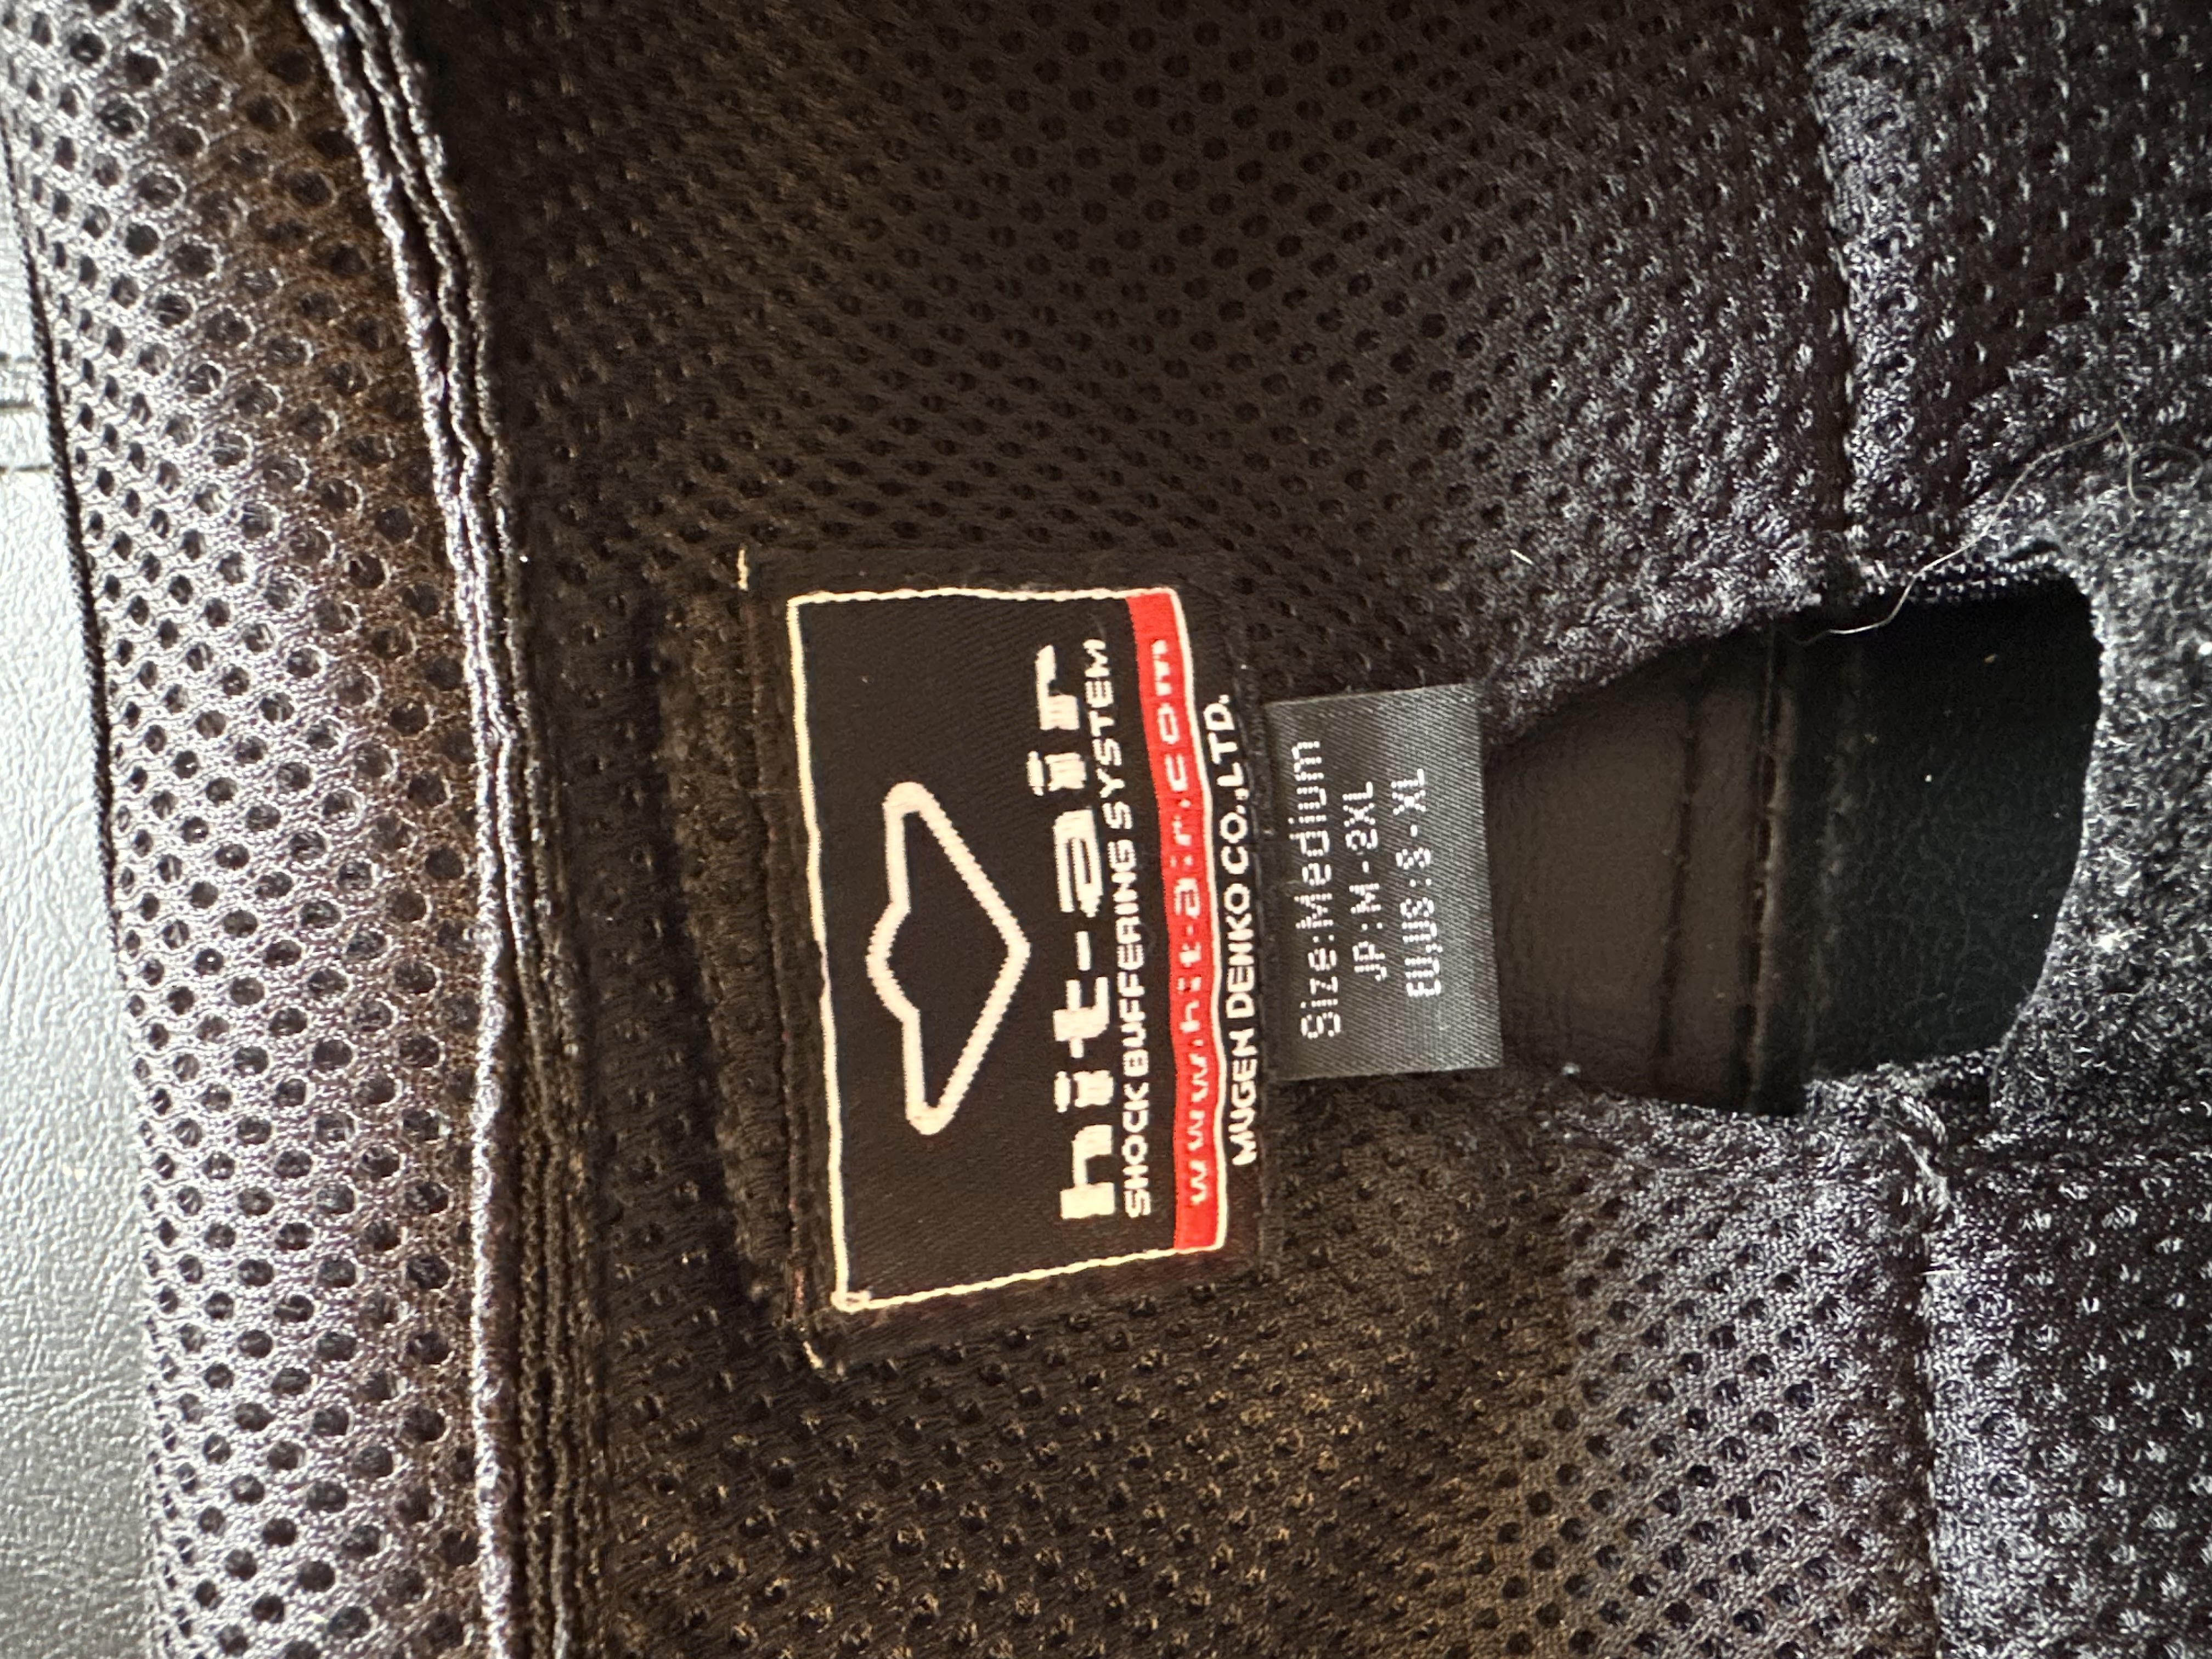 hit-air
SHOCK BUFFERING SYSTEM
www.hit-air.com
MUGEN DENKO CO.,LTD.
Size:Medium
JP:M-2XL
EU.US:S-XL